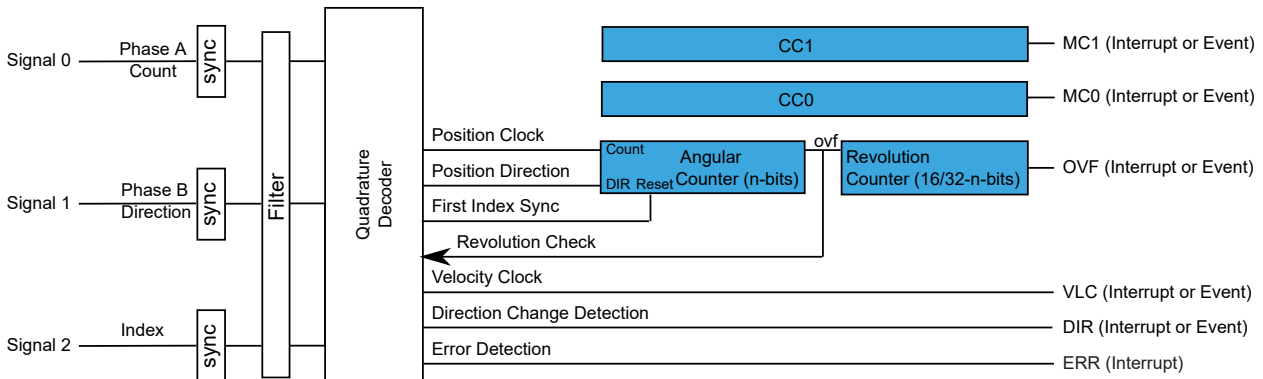 Signal 0
Phase A
Count
sync
Signal 1
Phase B
Direction
sync
Signal 2
Index
sync
Filter
Quadrature
Decoder
CC1
MC1 (Interrupt or Event)
CC0
MC0 (Interrupt or Event)
Position Clock
Position Direction
First Index Sync
Revolution Check
Velocity Clock
Direction Change Detection
Error Detection
Count
DIR Reset
Angular
Counter (n-bits)
ovf
Revolution
Counter (16/32-n-bits)
OVF (Interrupt or Event)
VLC (Interrupt or Event)
DIR (Interrupt or Event)
ERR (Interrupt)